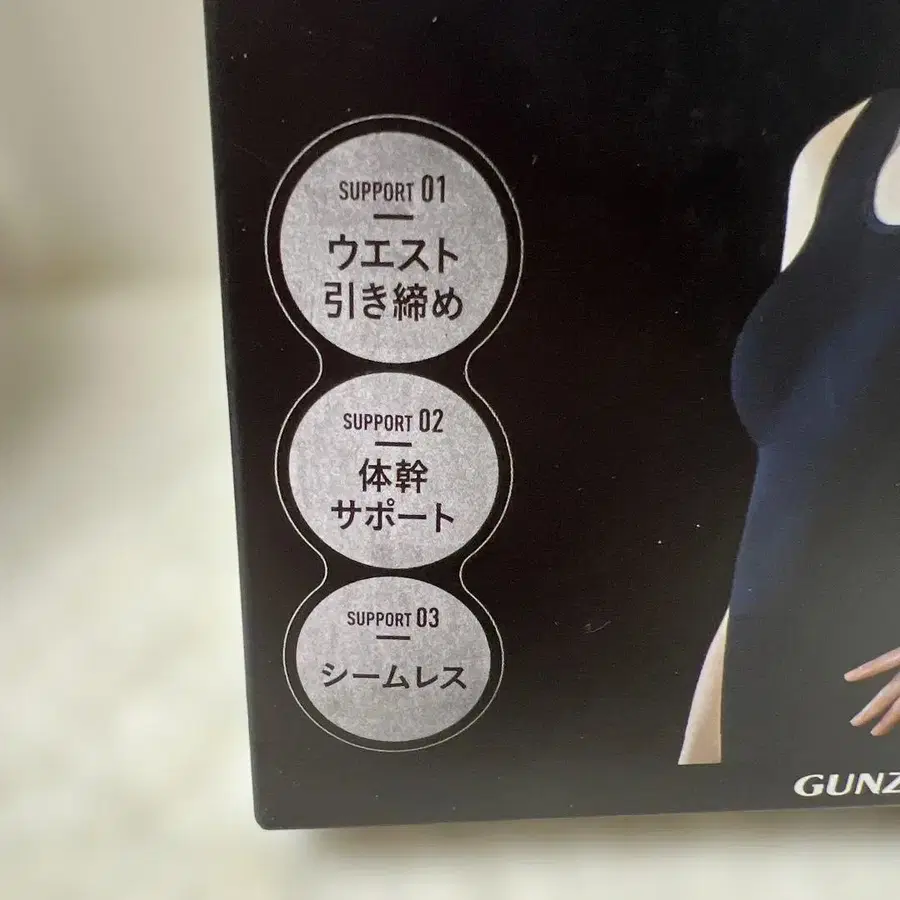 SUPPORT 01
ウエスト
引き締め
SUPPORT 02
体幹
サポート
SUPPORT 03
シームレス
GUNZ